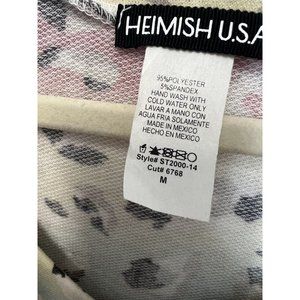 HEIMISH U.S.A
95%POLYESTER
5%SPANDEX
HAND WASH WITH
COLD WATER ONLY
LAVAR A MANO CON
AGUA FRIA SOLAMENTE
MADE IN MEXICO
HECHO EN MEXICO
Style# ST2000-14
Cut# 6768
M